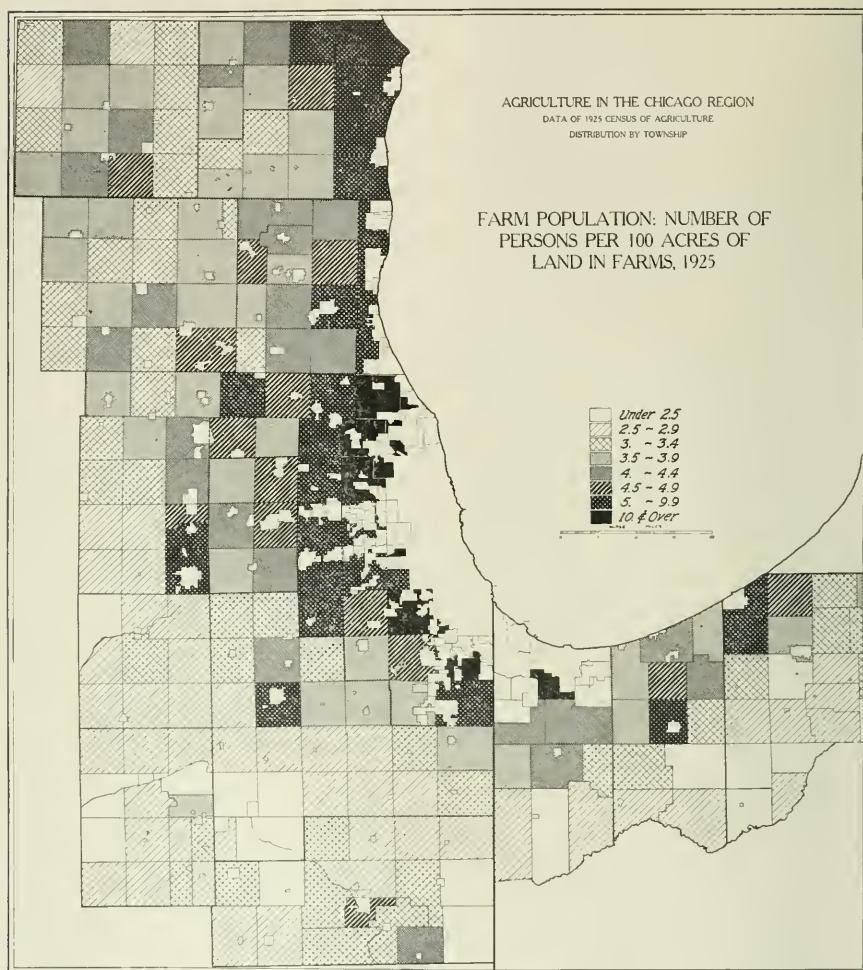 AGRICULTURE IN THE CHICAGO REGION
DATA OF 1925 CENSUS OF AGRICULTURE
DISTRIBUTION BY TOWNSHIP
FARM POPULATION: NUMBER OF
PERSONS PER 100 ACRES OF
LAND IN FARMS, 1925
Under 2.5
2.5 ~ 2.9
3. ~ 3.4
3.5 ~ 3.9
4. ~ 4.4
4.5 ~ 4.9
5. ~ 9.9
10. & Over